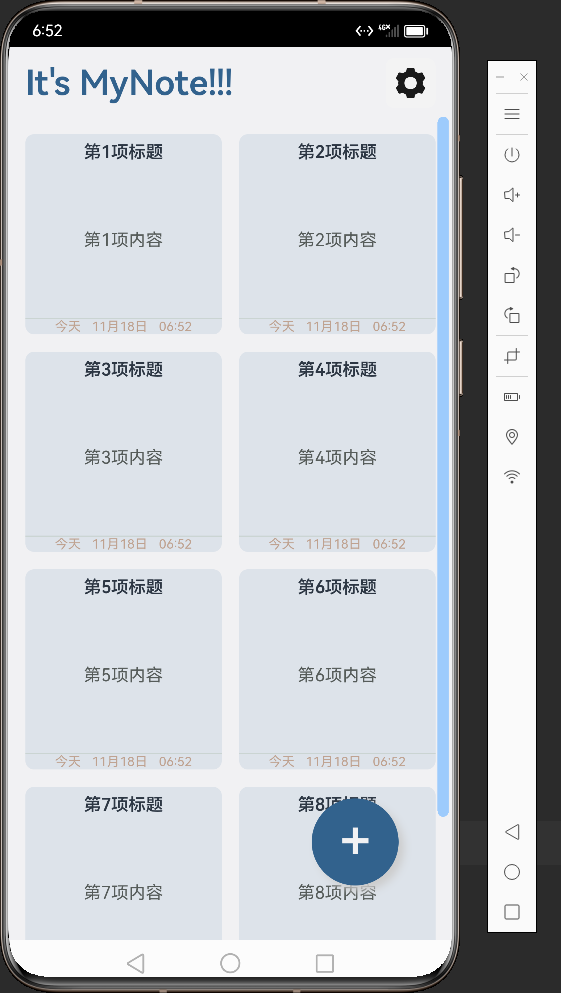 6:52
It's MyNote!!!
第1项标题 第2项标题
第1项内容 第2项内容
今天 11月18日 06:52 今天 11月18日 06:52
第3项标题 第4项标题
第3项内容 第4项内容
今天 11月18日 06:52 今天 11月18日 06:52
第5项标题 第6项标题
第5项内容 第6项内容
今天 11月18日 06:52 今天 11月18日 06:52
第7项标题 第8项标题
第7项内容 第8项内容